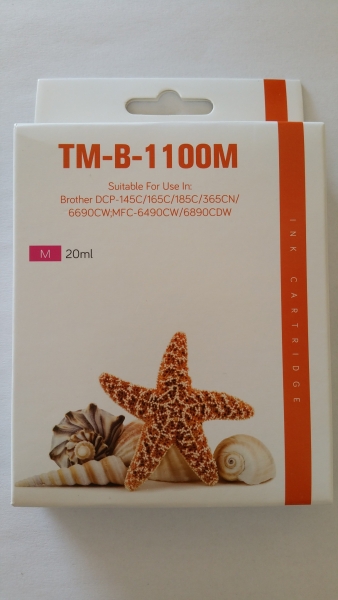 TM-B-1100M
Suitable For Use In:
Brother DCP-145C/165C/185C/365CN/
6690CW;MFC-6490CW/6890CDW
M 20ml
INK CARTRIDGE